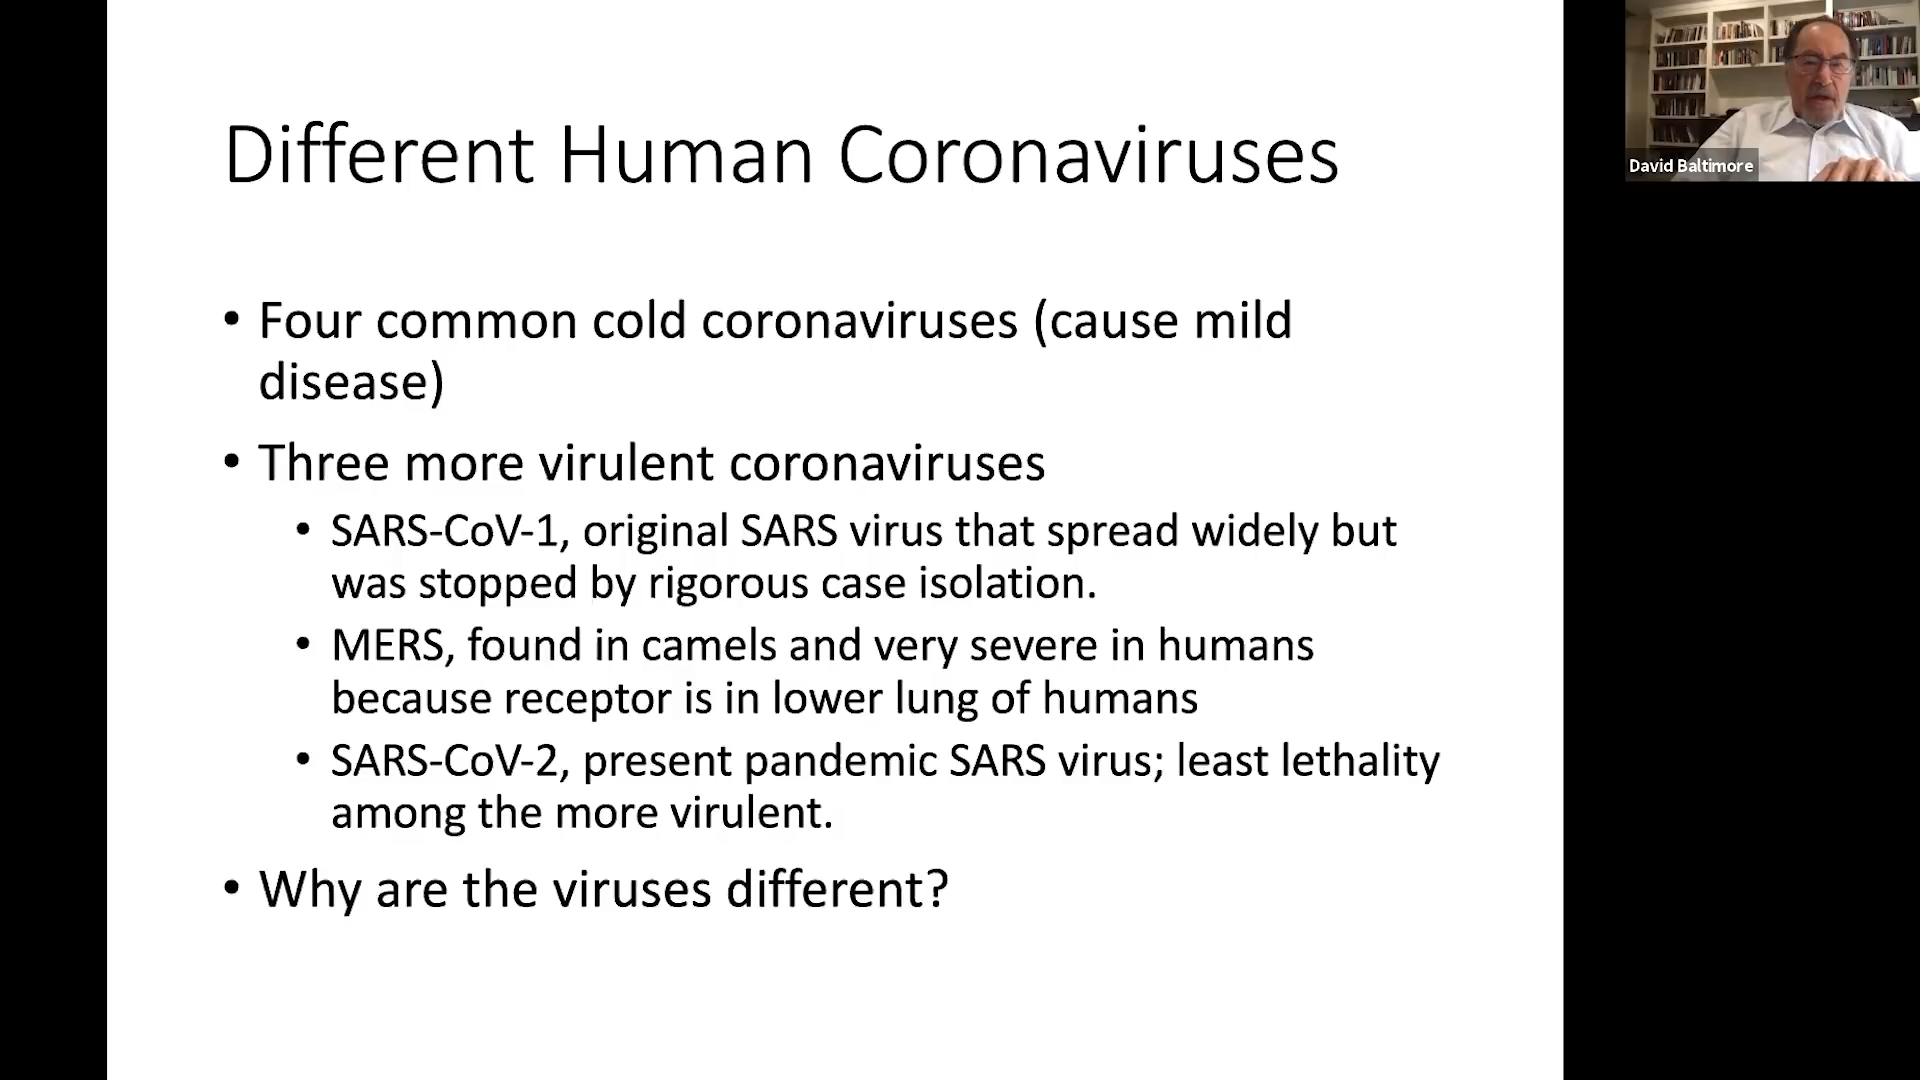 Different Human Coronaviruses
• Four common cold coronaviruses (cause mild
disease)
• Three more virulent coronaviruses
• SARS-CoV-1, original SARS virus that spread widely but
was stopped by rigorous case isolation.
• MERS, found in camels and very severe in humans
because receptor is in lower lung of humans
• SARS-CoV-2, present pandemic SARS virus; least lethality
among the more virulent.
• Why are the viruses different?
David Baltimore